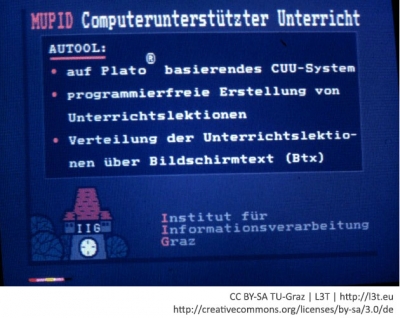 MUPID Computerunterstützter Unterricht
AUTOOL:
• auf Plato® basierendes CUU-System
• programmierfreie Erstellung von
Unterrichtslektionen
• Verteilung der Unterrichtslektio-
nen über Bildschirmtext (Btx)
IIG
Institut für
Informationsverarbeitung
Graz
CC BY-SA TU-Graz | L3T | http://l3t.eu
http://creativecommons.org/licenses/by-sa/3.0/de